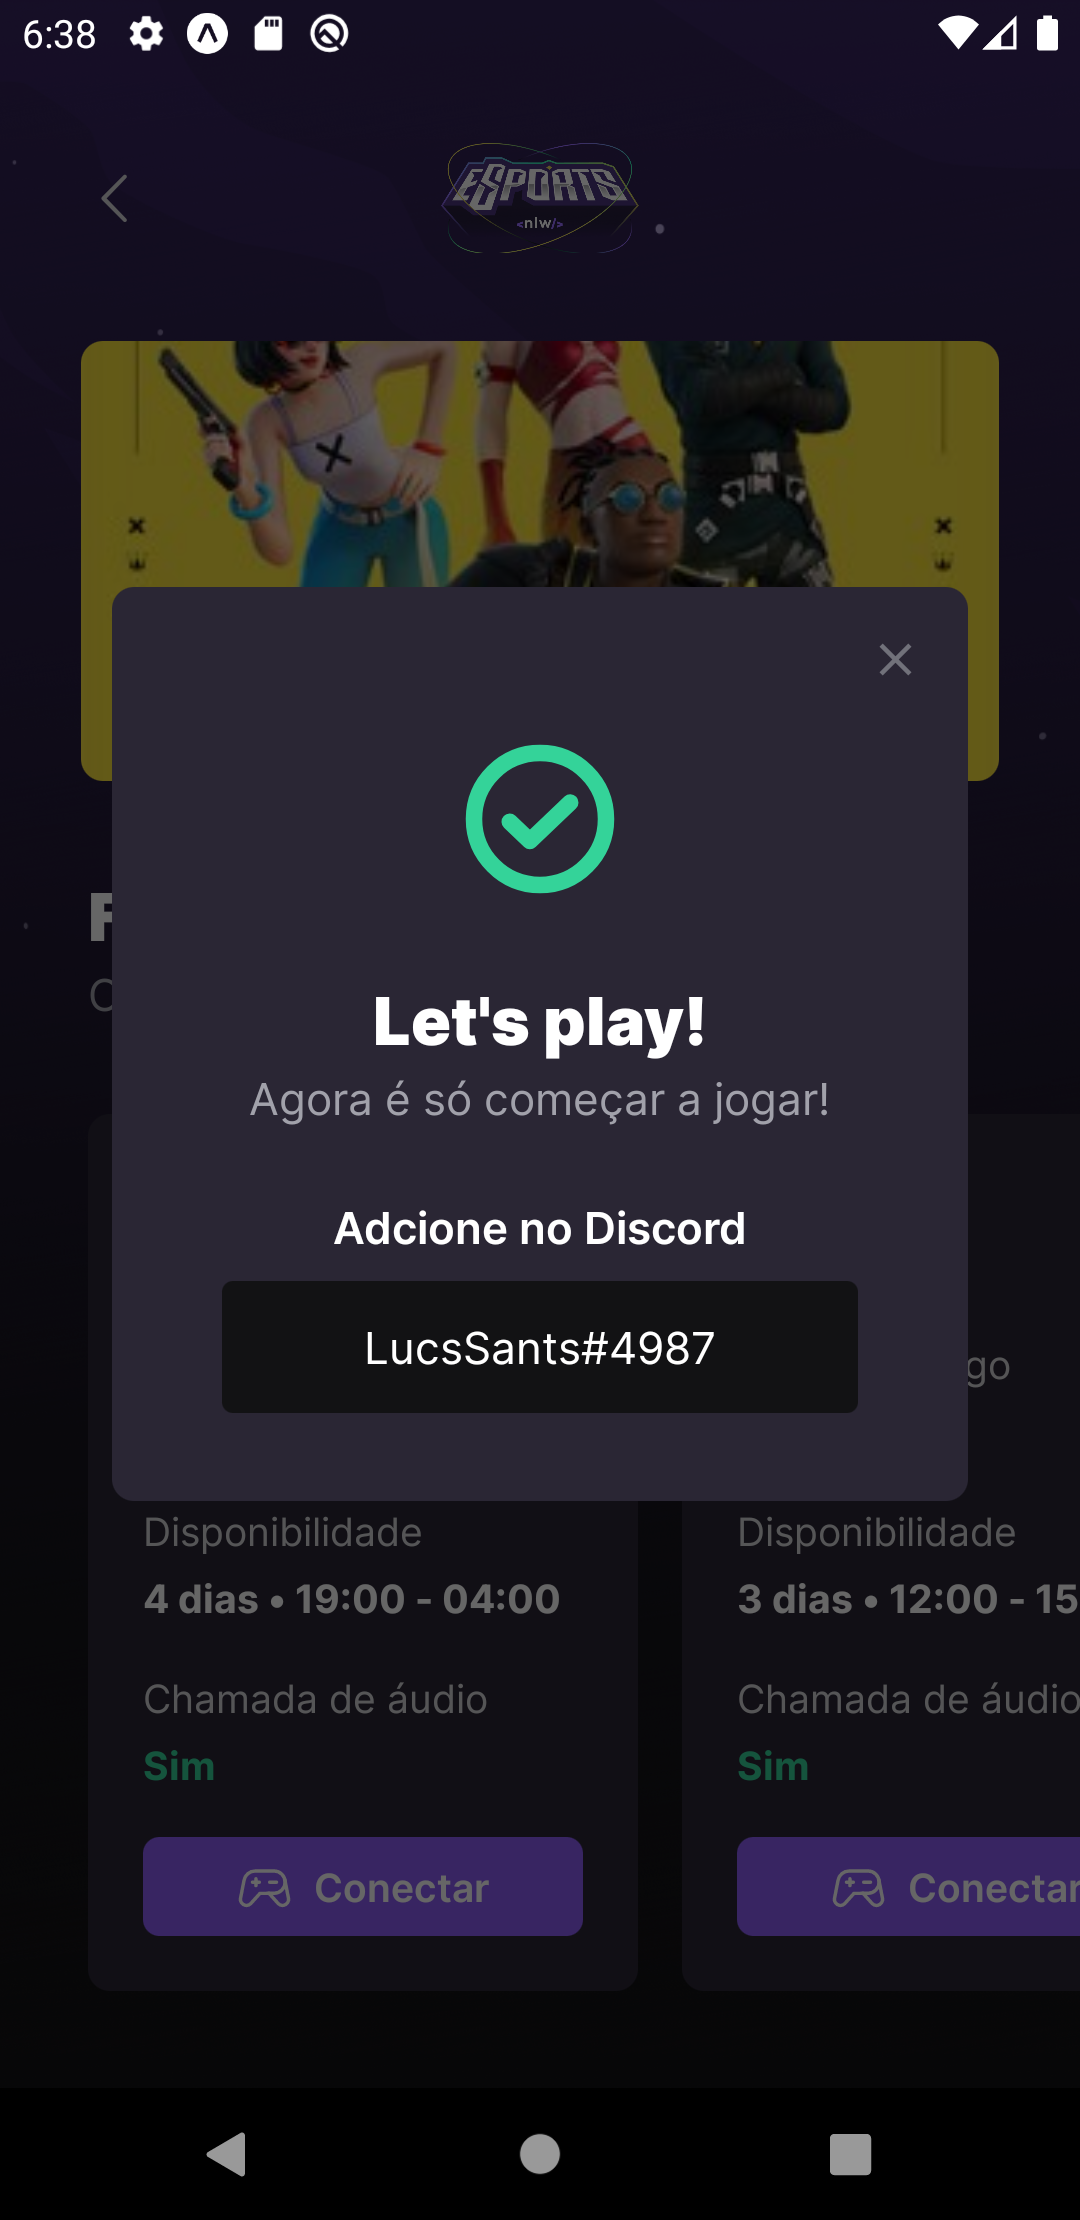 6:38
ESPORTS
<nlw/>
Let's play!
Agora é só começar a jogar!
Adcione no Discord
LucsSants#4987
go
Disponibilidade
4 dias • 19:00 - 04:00
Chamada de áudio
Sim
Conectar
Disponibilidade
3 dias • 12:00 - 15
Chamada de áudio
Sim
Conectar